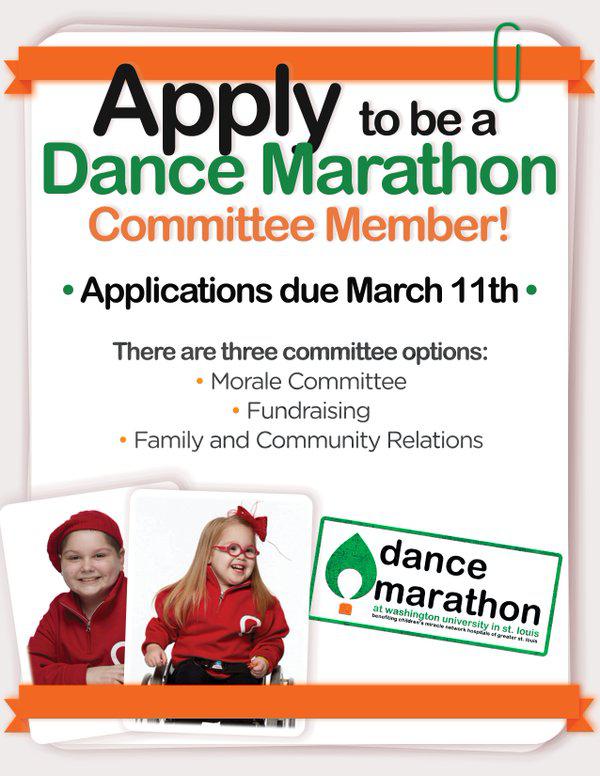 Apply to be a
Dance Marathon
Committee Member!
• Applications due March 11th •
There are three committee options:
• Morale Committee
• Fundraising
• Family and Community Relations
dance
marathon
at washington university in st. louis
benefiting children's miracle network hospitals of greater st. louis